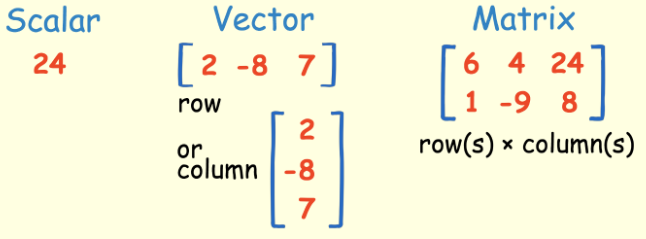 Scalar
24
Vector
[ 2 -8 7 ]
row
or
column
2
-8
7
Matrix
6 4 24
1 -9 8
row(s) × column(s)